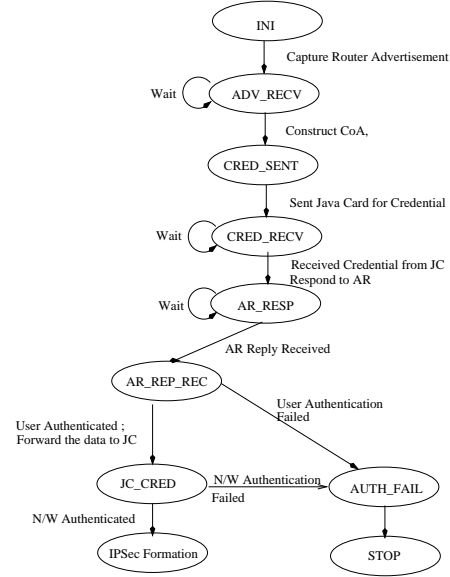 INI
Capture Router Advertisement
Wait
ADV_RECV
Construct CoA,
CRED_SENT
Sent Java Card for Credential
Wait
CRED_RECV
Received Credential from JC
Respond to AR
Wait
AR_RESP
AR Reply Received
AR_REP_REC
User Authentication
Failed
User Authenticated ;
Forward the data to JC
JC_CRED
N/W Authentication
Failed
AUTH_FAIL
N/W Authenticated
IPSec Formation
STOP